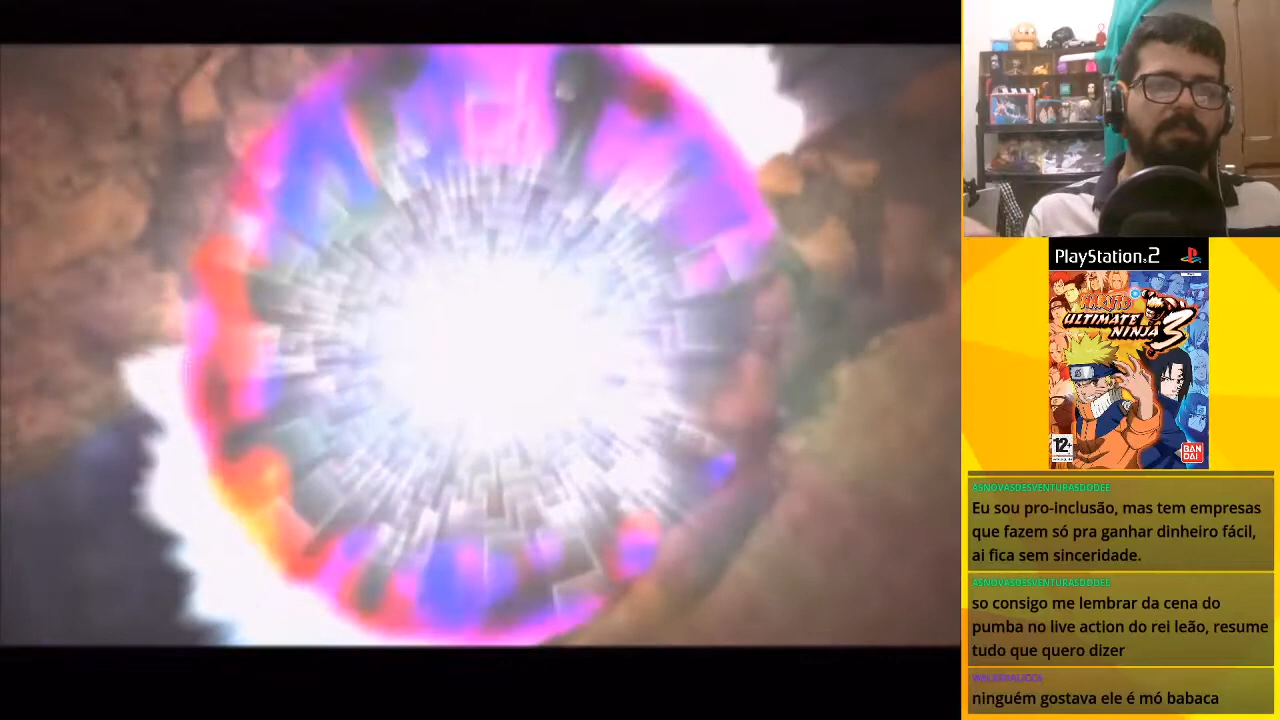 PlayStation.2
NARUTO
ULTIMATE
NINJA 3
12+
BAN
DAI
ASNOVASDESVENTURASDODEE
Eu sou pro-inclusão, mas tem empresas
que fazem só pra ganhar dinheiro fácil,
ai fica sem sinceridade.
ASNOVASDESVENTURASDODEE
so consigo me lembrar da cena do
pumba no live action do rei leão, resume
tudo que quero dizer
ninguém gostava ele é mó babaca